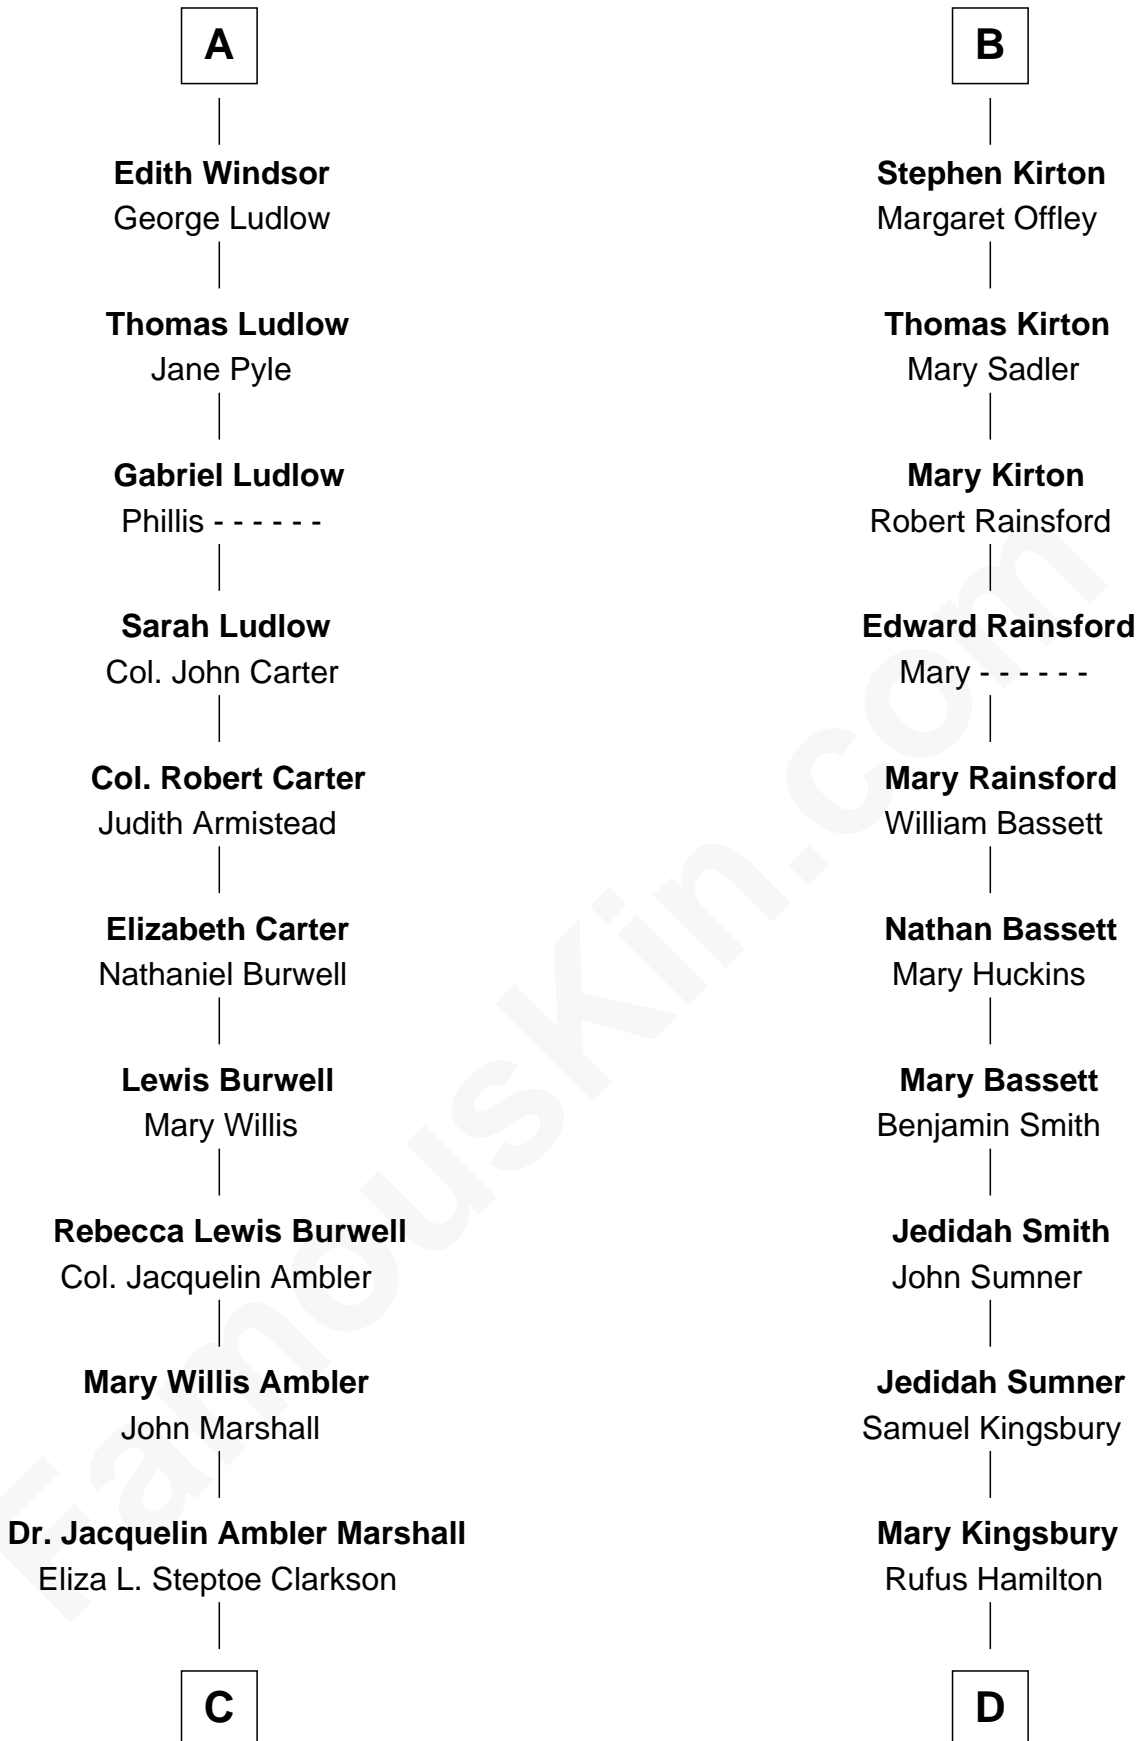 A
Edith Windsor
George Ludlow
Thomas Ludlow
Jane Pyle
Gabriel Ludlow
Phillis - - - - - -
Sarah Ludlow
Col. John Carter
Col. Robert Carter
Judith Armistead
Elizabeth Carter
Nathaniel Burwell
Lewis Burwell
Mary Willis
Rebecca Lewis Burwell
Col. Jacquelin Ambler
Mary Willis Ambler
John Marshall
Dr. Jacquelin Ambler Marshall
Eliza L. Steptoe Clarkson
C
B
Stephen Kirton
Margaret Offley
Thomas Kirton
Mary Sadler
Mary Kirton
Robert Rainsford
Edward Rainsford
Mary - - - - - -
Mary Rainsford
William Bassett
Nathan Bassett
Mary Huckins
Mary Bassett
Benjamin Smith
Jedidah Smith
John Sumner
Jedidah Sumner
Samuel Kingsbury
Mary Kingsbury
Rufus Hamilton
D
FamousKin.com